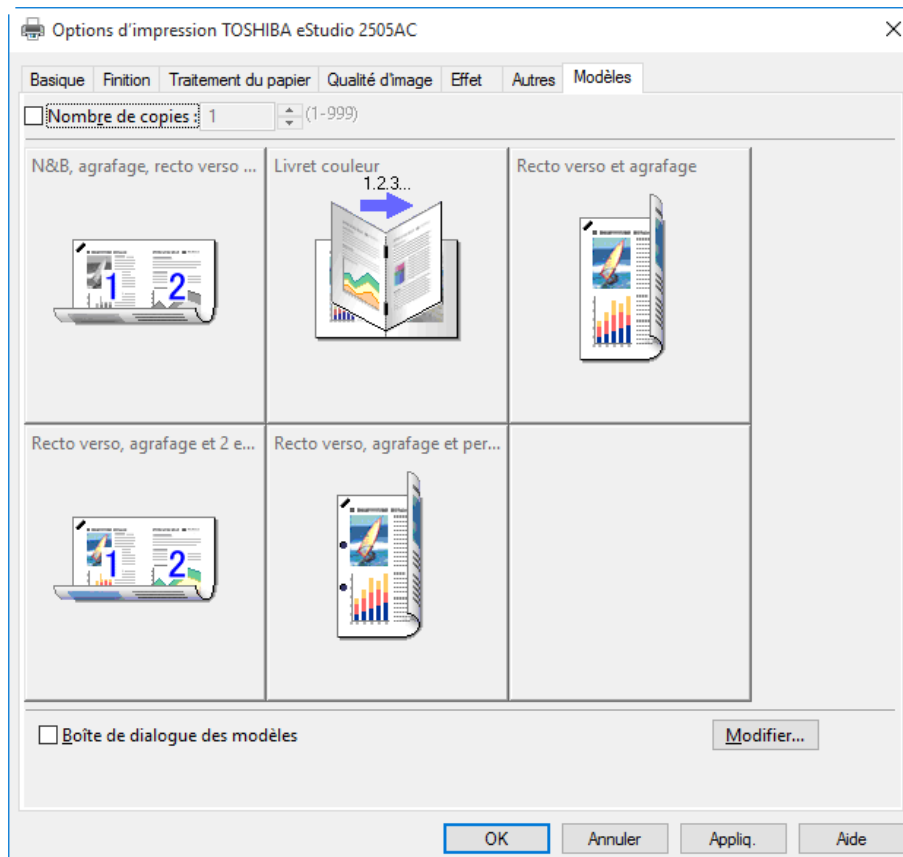 Options d'impression TOSHIBA eStudio 2505AC
Basique Finition Traitement du papier Qualité d'image Effet Autres Modèles
Nombre de copies : 1 (1-999)
N&B, agrafage, recto verso ... Livret couleur Recto verso et agrafage
1.2.3...
1 2
Recto verso, agrafage et 2 e... Recto verso, agrafage et per...
1 2
Boîte de dialogue des modèles Modifier...
OK Annuler Appliq. Aide